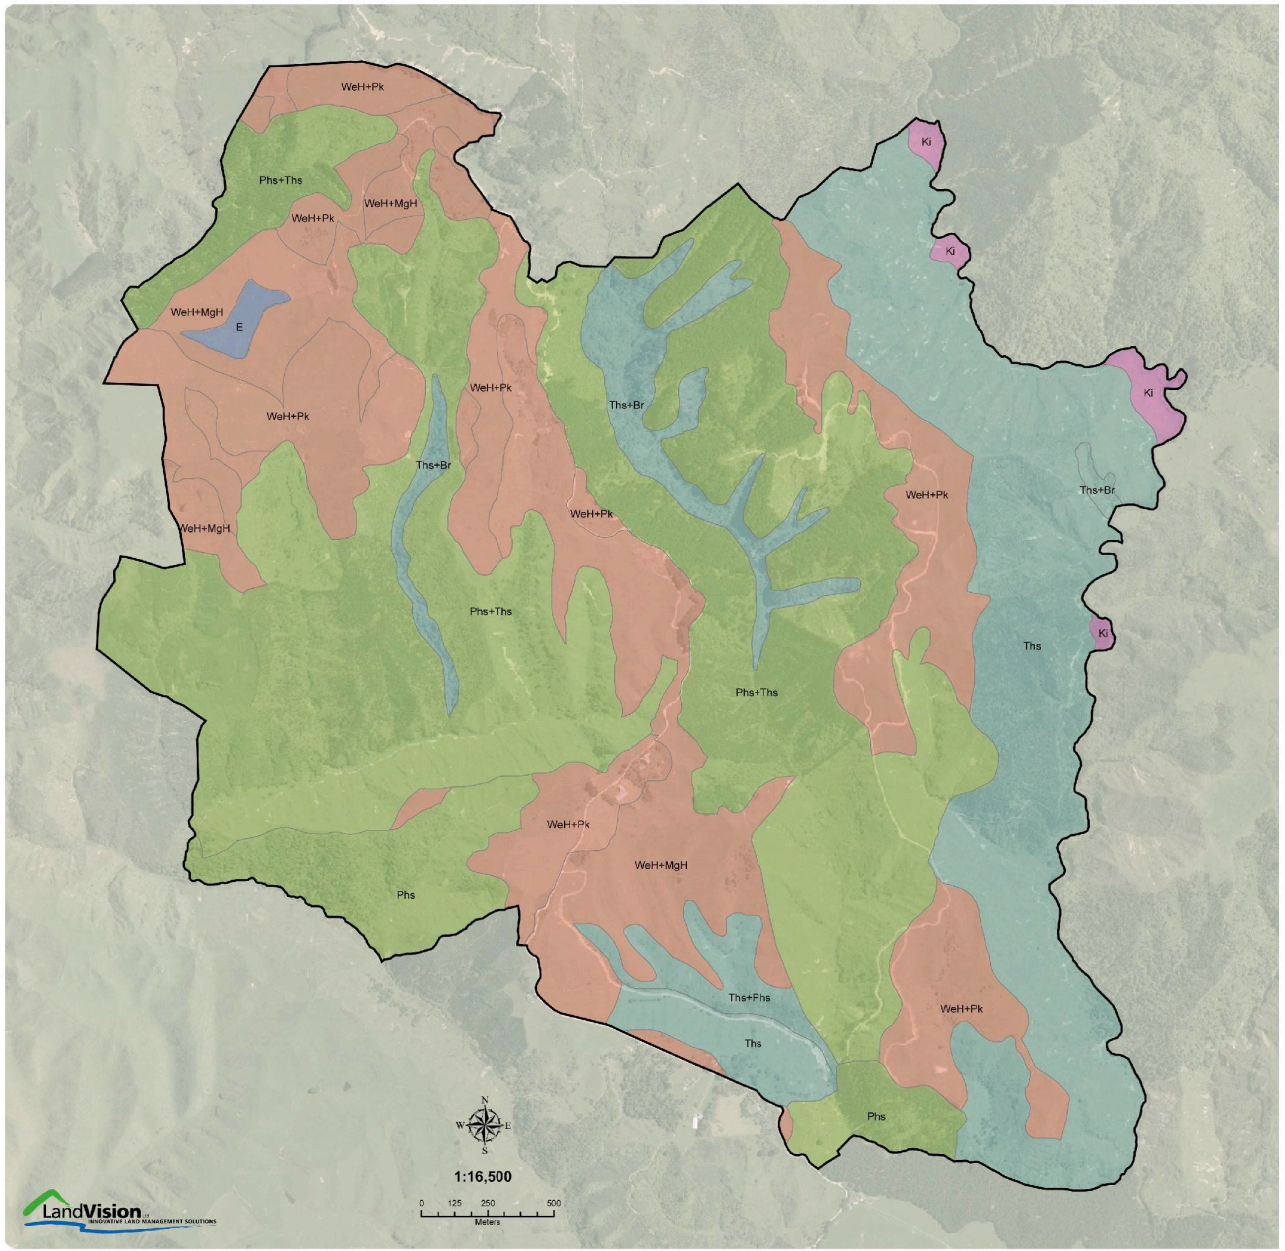 WeH+Pk
Ki
Phs+Ths
WeH+MgH
WeH+Pk
Ki
WeH+MgH
E
WeH+Pk
Ki
Ths+Br
WeH+Pk
Ths+Br
Ths+Br
WeH+Pk
WeH+Pk
WeH+MgH
Phs+Ths
Ki
Ths
Phs+Ths
WeH+Pk
WeH+MgH
Phs
Ths+Phs
WeH+Pk
Ths
Phs
N
W E
S
1:16,500
0 125 250 500
Meters
LandVision
INNOVATIVE LAND MANAGEMENT SOLUTIONS